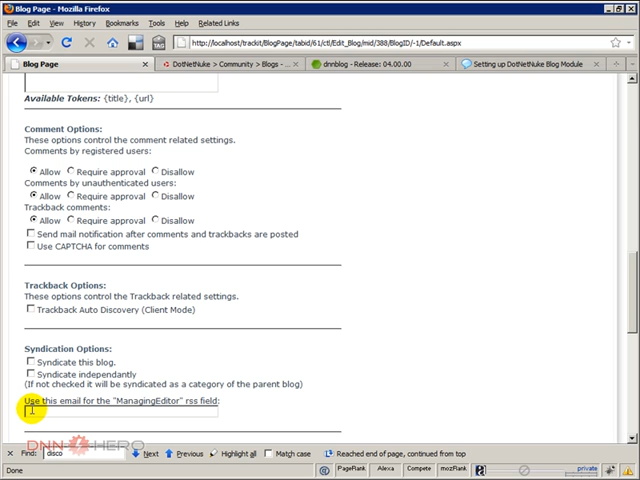 Blog Page - Mozilla Firefox
File Edit View History Bookmarks Tools Related Links
http://localhost/trackit/BlogPage/tabid/61/ctl/Edit_Blog/mid/388/BlogID/-1/Default.aspx
Blog Page DotNetNuke > Community > Blogs - ... dnnblog - Release: 04.00.00 Setting up DotNetNuke Blog Module
Available Tokens: {title}, {url}
Comment Options:
These options control the comment related settings.
Comments by registered users:
Allow Require approval Disallow
Comments by unauthenticated users:
Allow Require approval Disallow
Trackback comments:
Allow Require approval Disallow
Send mail notification after comments and trackbacks are posted
Use CAPTCHA for comments
Trackback Options:
These options control the Trackback related settings.
Trackback Auto Discovery (Client Mode)
Syndication Options:
Syndicate this blog.
Syndicate independantly
(If not checked it will be syndicated as a category of the parent blog)
Use this email for the "ManagingEditor" rss field:
DNN HERO
Find: disco Next Previous Highlight all Match case Reached end of page, continued from top
Done PageRank Alexa Compete mozRank private